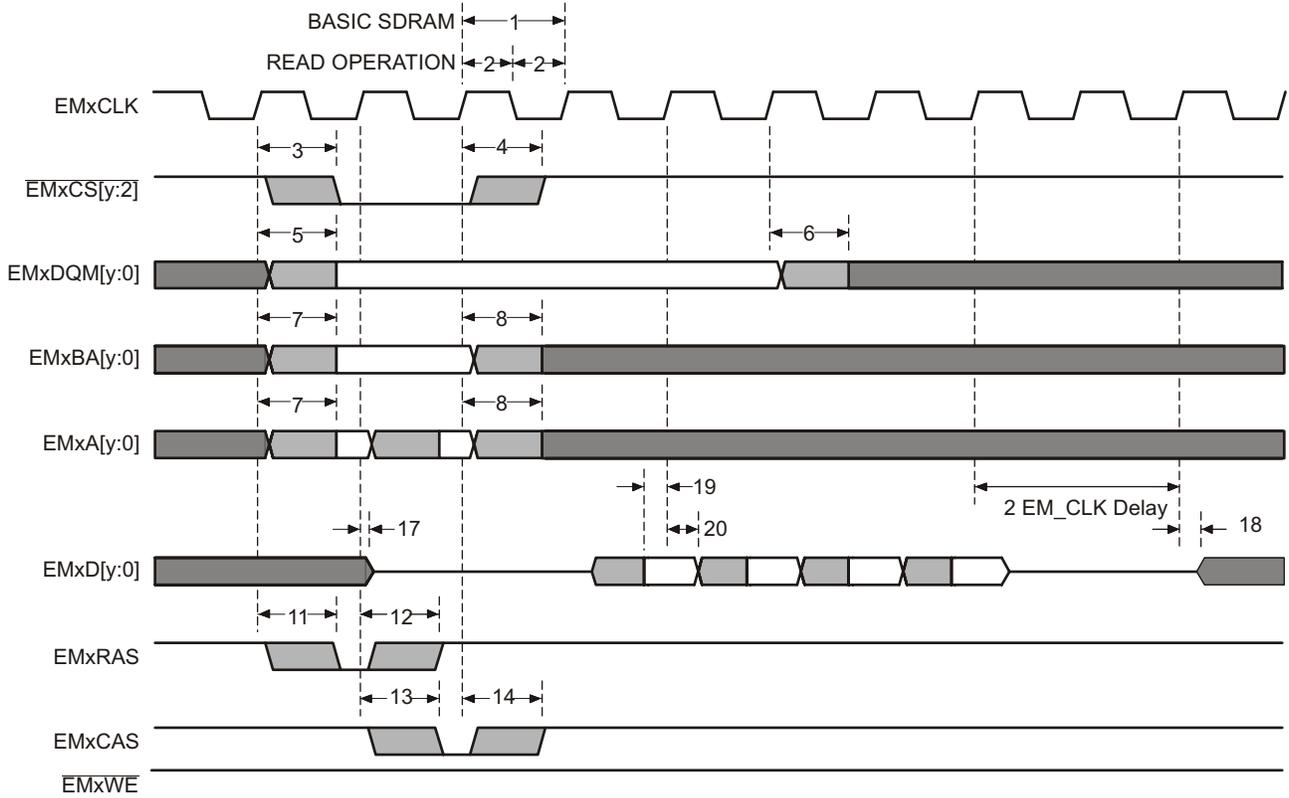 BASIC SDRAM
1
READ OPERATION
2 2
EMxCLK
3 4
EMxCS[y:2]
5 6
EMxDQM[y:0]
7 8
EMxBA[y:0]
7 8
EMxA[y:0]
19
2 EM_CLK Delay
17 20 18
EMxD[y:0]
11 12
EMxRAS
13 14
EMxCAS
EMxWE